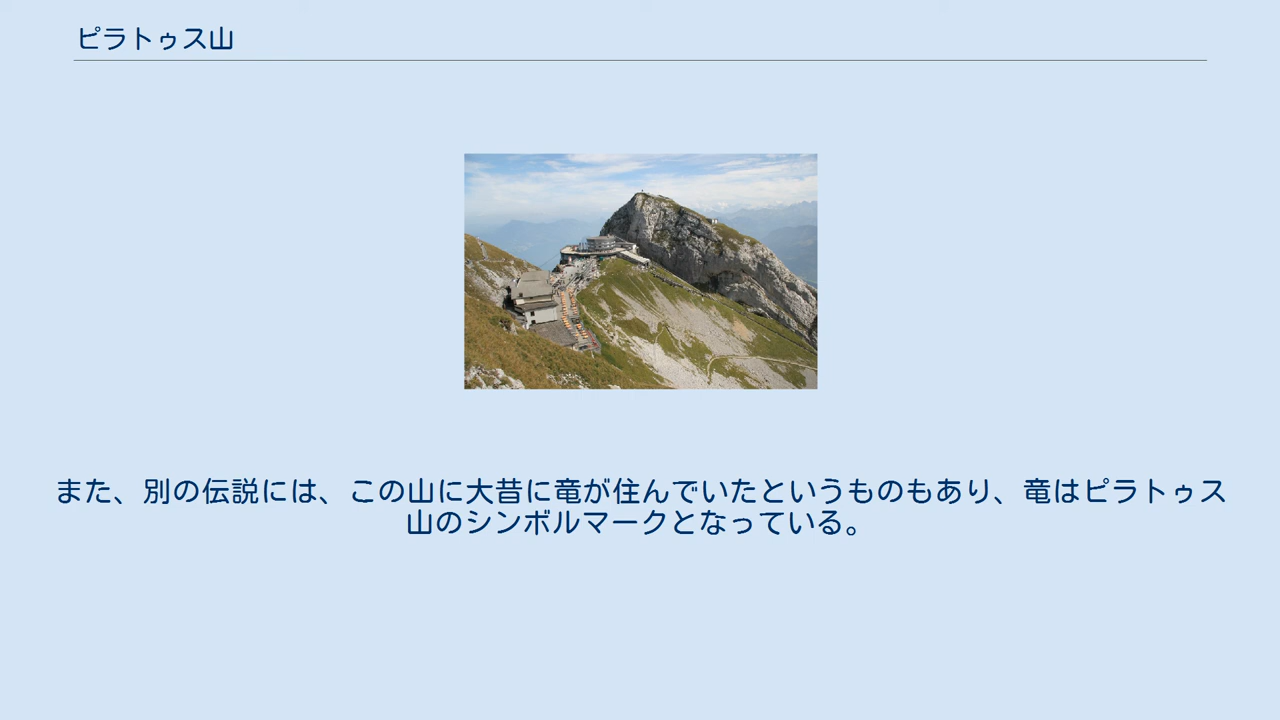 ピラトゥス山
また、別の伝説には、この山に大昔に竜が住んでいたというものもあり、竜はピラトゥス
山のシンボルマークとなっている。